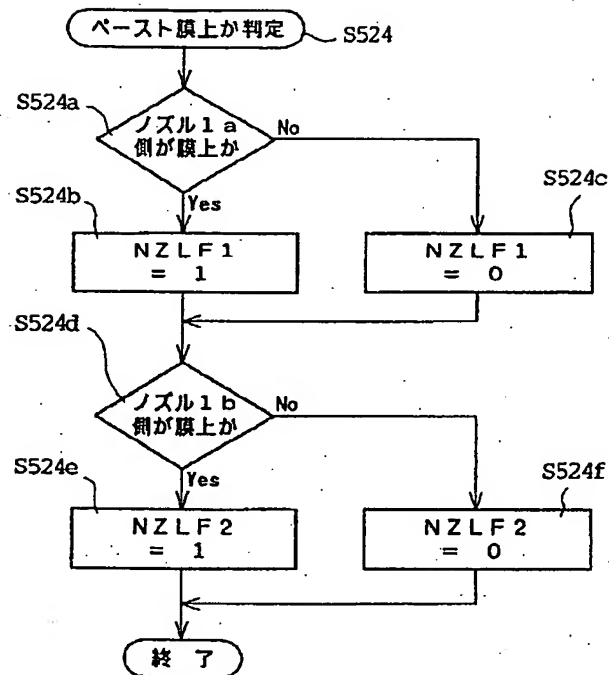 ペースト膜上か判定
S524
S524a
ノズル1a
側が膜上か
No
Yes
S524b
NZLF1
= 1
S524c
NZLF1
= 0
S524d
ノズル1b
側が膜上か
No
Yes
S524e
NZLF2
= 1
S524f
NZLF2
= 0
終 了